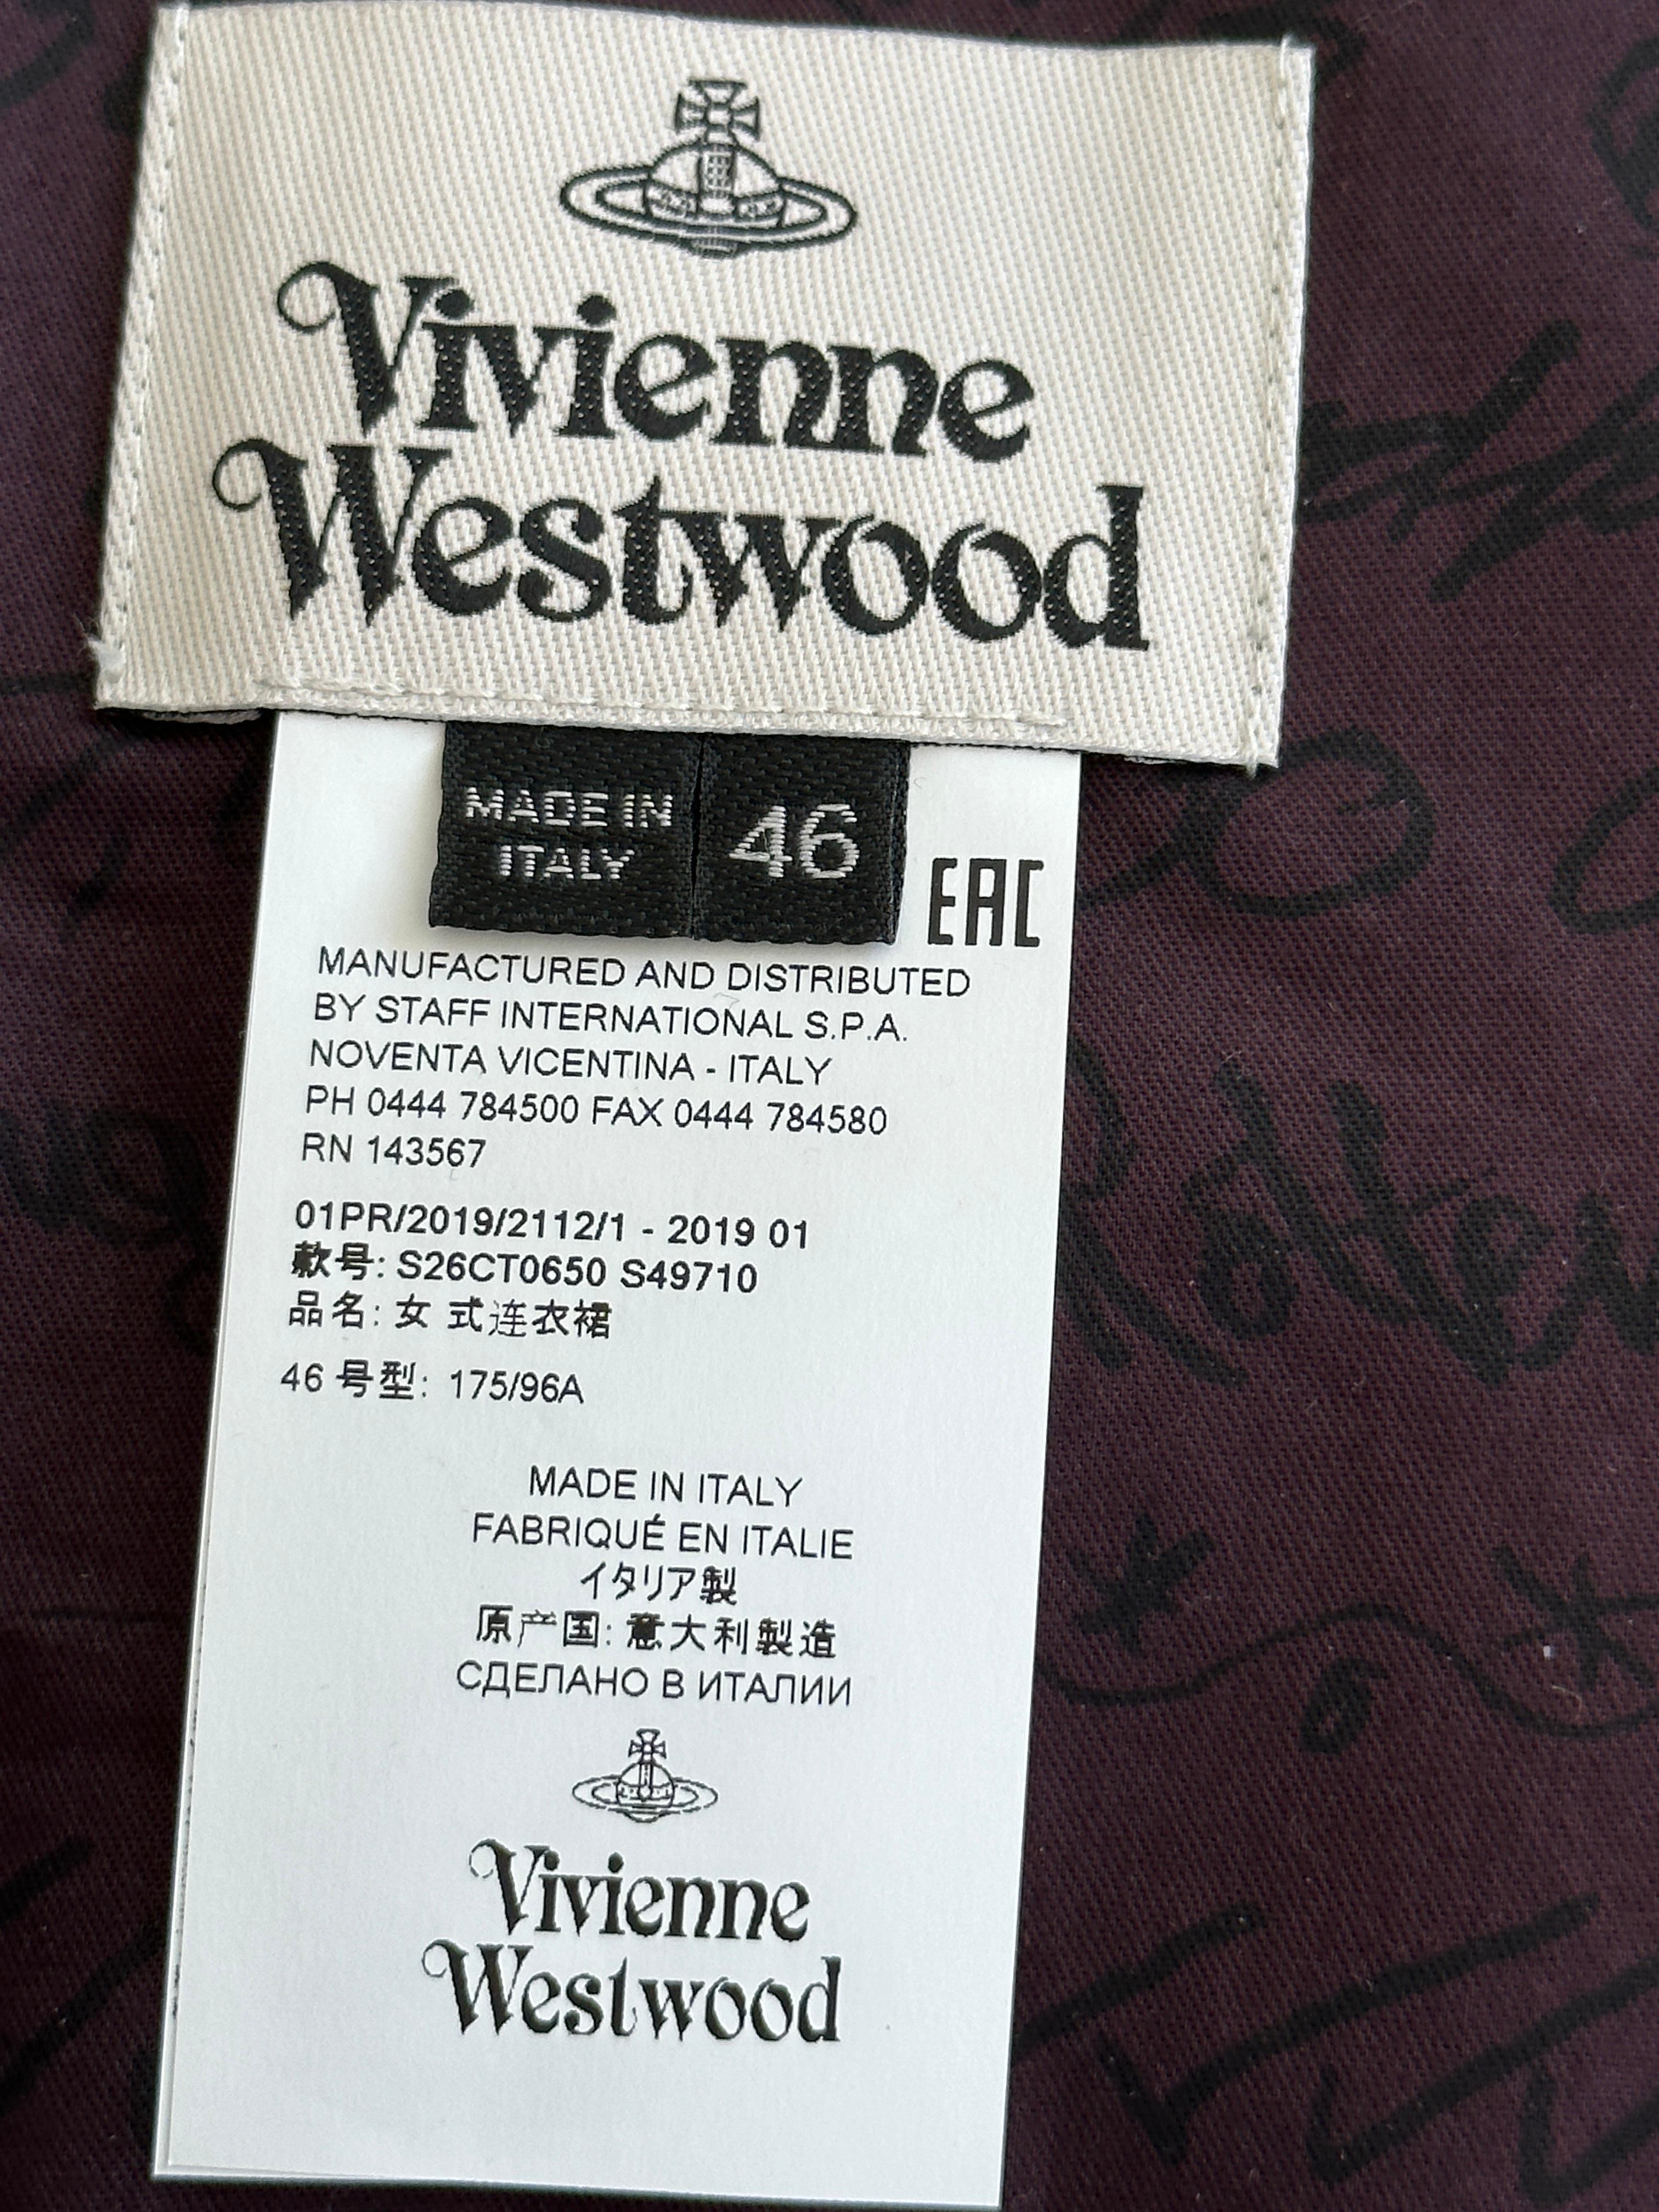 Vivienne
Westwood
MADE IN
ITALY
46
EAC
MANUFACTURED AND DISTRIBUTED
BY STAFF INTERNATIONAL S.P.A.
NOVENTA VICENTINA - ITALY
PH 0444 784500 FAX 0444 784580
RN 143567
01PR/2019/2112/1 - 2019 01
款号: S26CT0650 S49710
品名: 女 式连衣裙
46 号型: 175/96A
MADE IN ITALY
FABRIQUÉ EN ITALIE
イタリア製
原产国: 意大利製造
СДЕЛАНО В ИТАЛИИ
Vivienne
Westwood